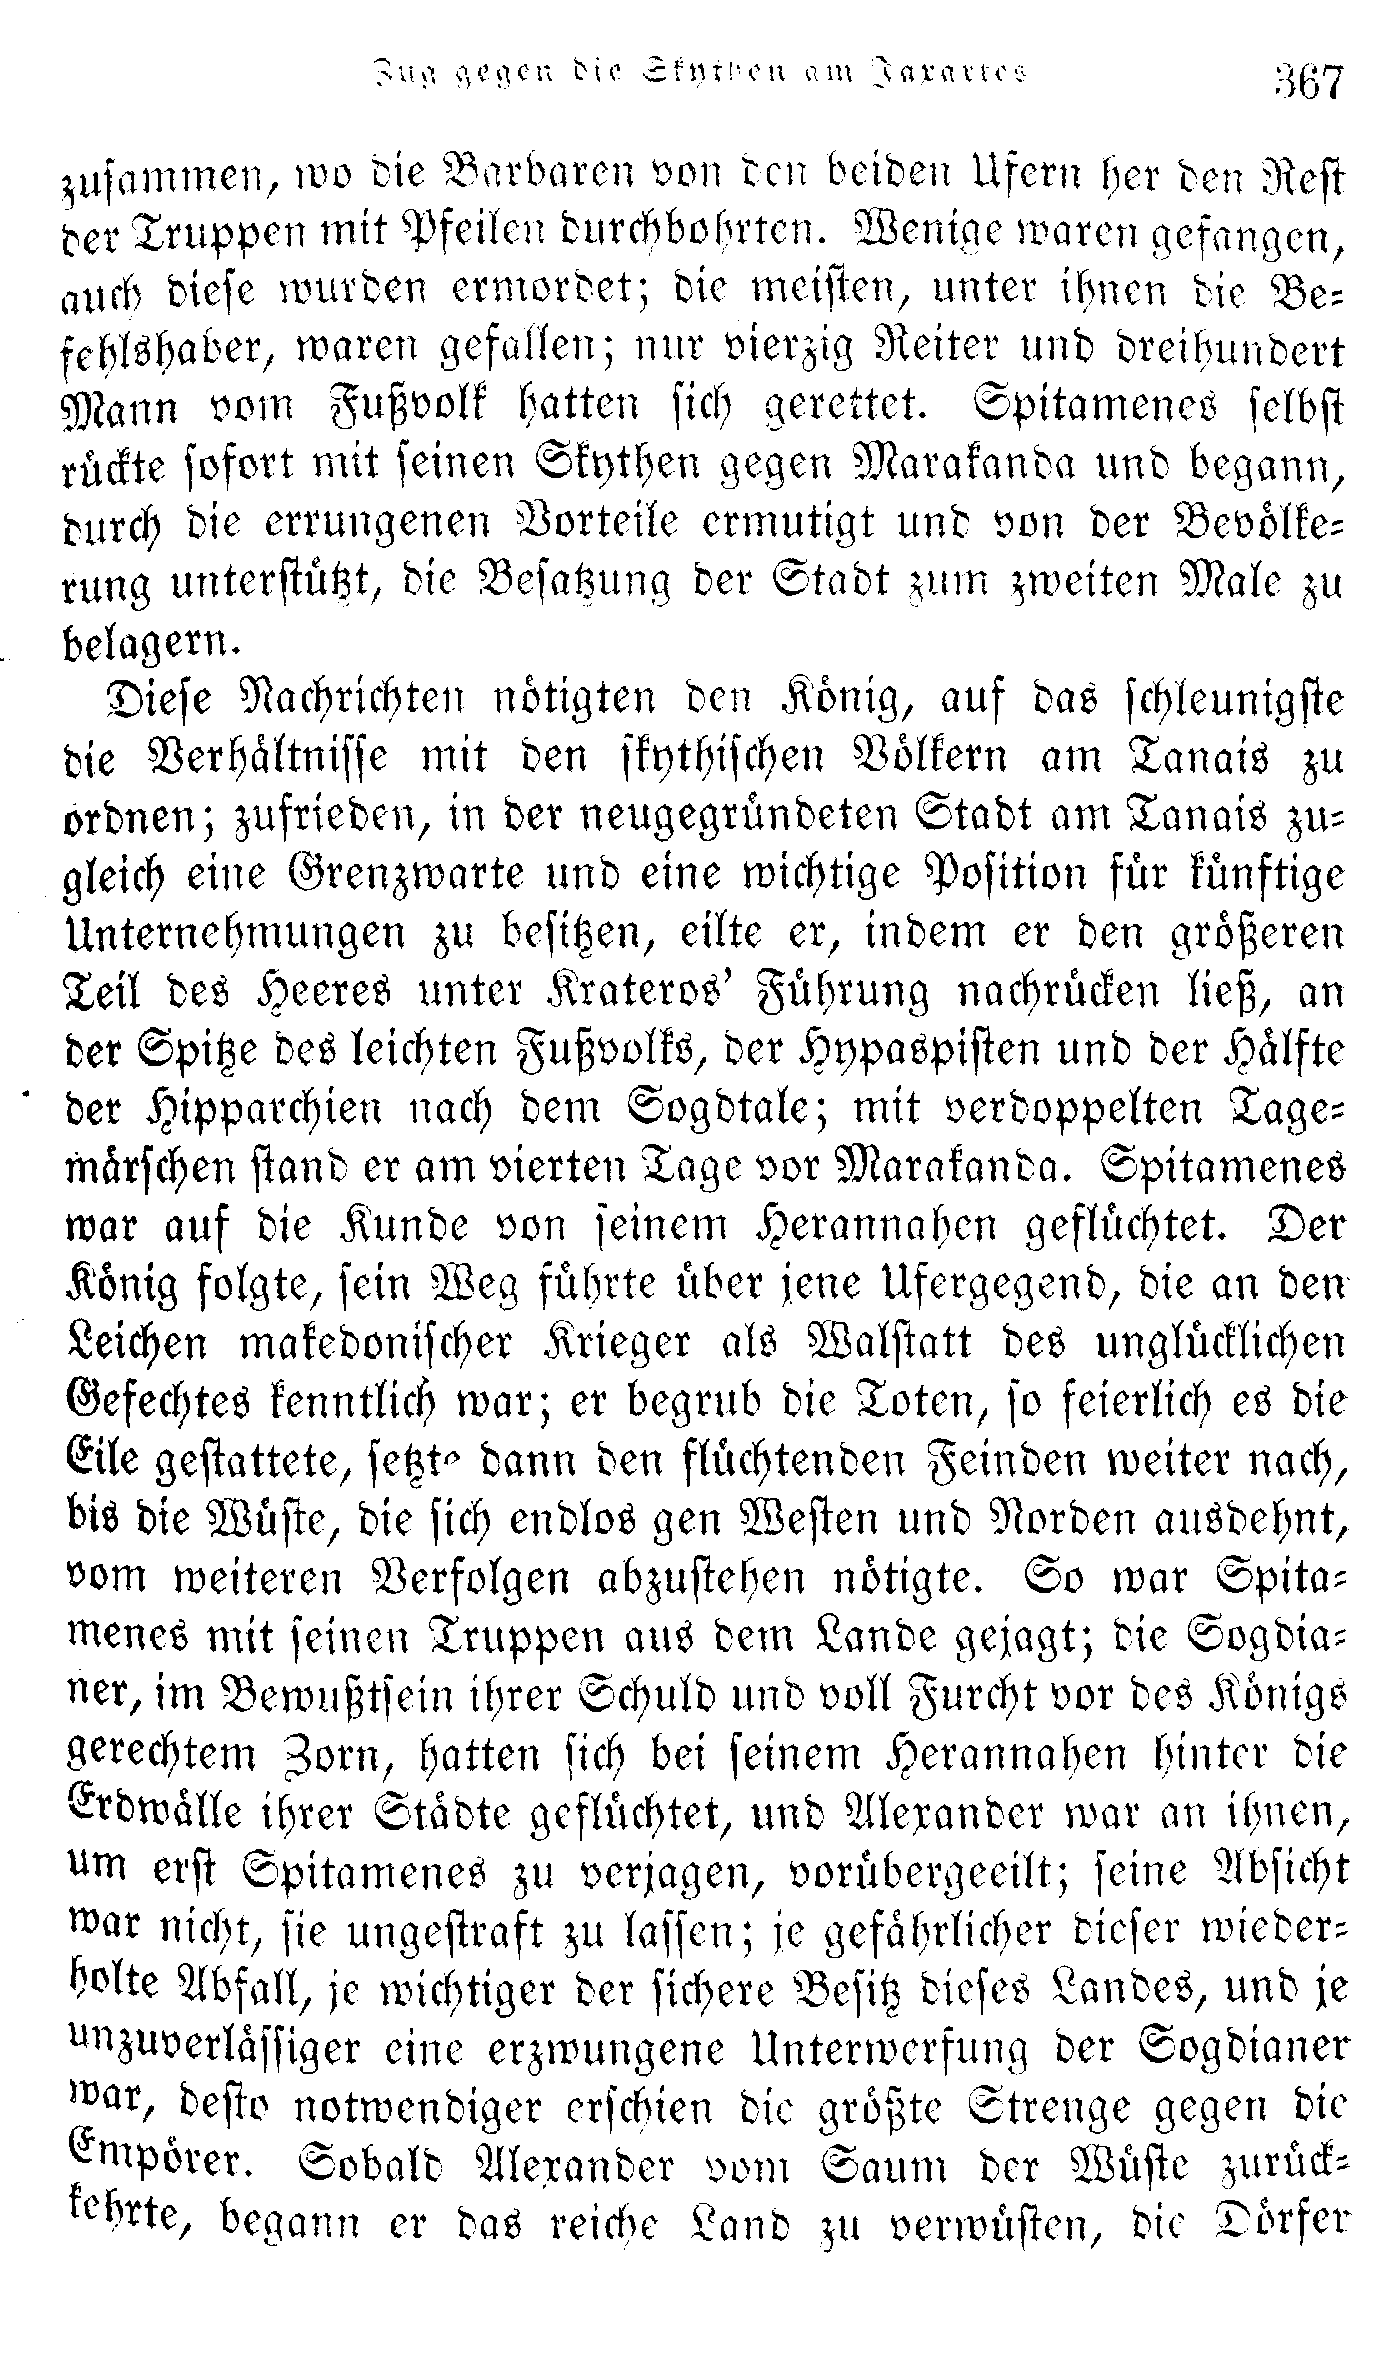 Zug gegen die Skythen am Jaxartes 367
zusammen, wo die Barbaren von den beiden Ufern her den Rest
der Truppen mit Pfeilen durchbohrten. Wenige waren gefangen,
auch diese wurden ermordet; die meisten, unter ihnen die Be-
fehlshaber, waren gefallen; nur vierzig Reiter und dreihundert
Mann vom Fußvolk hatten sich gerettet. Spitamenes selbst
rückte sofort mit seinen Skythen gegen Marakanda und begann,
durch die errungenen Vorteile ermutigt und von der Bevölke-
rung unterstützt, die Besatzung der Stadt zum zweiten Male zu
belagern.
Diese Nachrichten nötigten den König, auf das schleunigste
die Verhältnisse mit den skythischen Völkern am Tanais zu
ordnen; zufrieden, in der neugegründeten Stadt am Tanais zu-
gleich eine Grenzwarte und eine wichtige Position für künftige
Unternehmungen zu besitzen, eilte er, indem er den größeren
Teil des Heeres unter Krateros' Führung nachrücken ließ, an
der Spitze des leichten Fußvolks, der Hypaspisten und der Hälfte
der Hipparchien nach dem Sogdtale; mit verdoppelten Tage-
märschen stand er am vierten Tage vor Marakanda. Spitamenes
war auf die Kunde von seinem Herannahen geflüchtet. Der
König folgte, sein Weg führte über jene Ufergegend, die an den
Leichen makedonischer Krieger als Walstatt des unglücklichen
Gefechtes kenntlich war; er begrub die Toten, so feierlich es die
Eile gestattete, setzte dann den flüchtenden Feinden weiter nach,
bis die Wüste, die sich endlos gen Westen und Norden ausdehnt,
vom weiteren Verfolgen abzustehen nötigte. So war Spita-
menes mit seinen Truppen aus dem Lande gejagt; die Sogdia-
ner, im Bewußtsein ihrer Schuld und voll Furcht vor des Königs
gerechtem Zorn, hatten sich bei seinem Herannahen hinter die
Erdwälle ihrer Städte geflüchtet, und Alexander war an ihnen,
um erst Spitamenes zu verjagen, vorübergeeilt; seine Absicht
war nicht, sie ungestraft zu lassen; je gefährlicher dieser wieder-
holte Abfall, je wichtiger der sichere Besitz dieses Landes, und je
unzuverlässiger eine erzwungene Unterwerfung der Sogdianer
war, desto notwendiger erschien die größte Strenge gegen die
Empörer. Sobald Alexander vom Saum der Wüste zurück-
kehrte, begann er das reiche Land zu verwüsten, die Dörfer